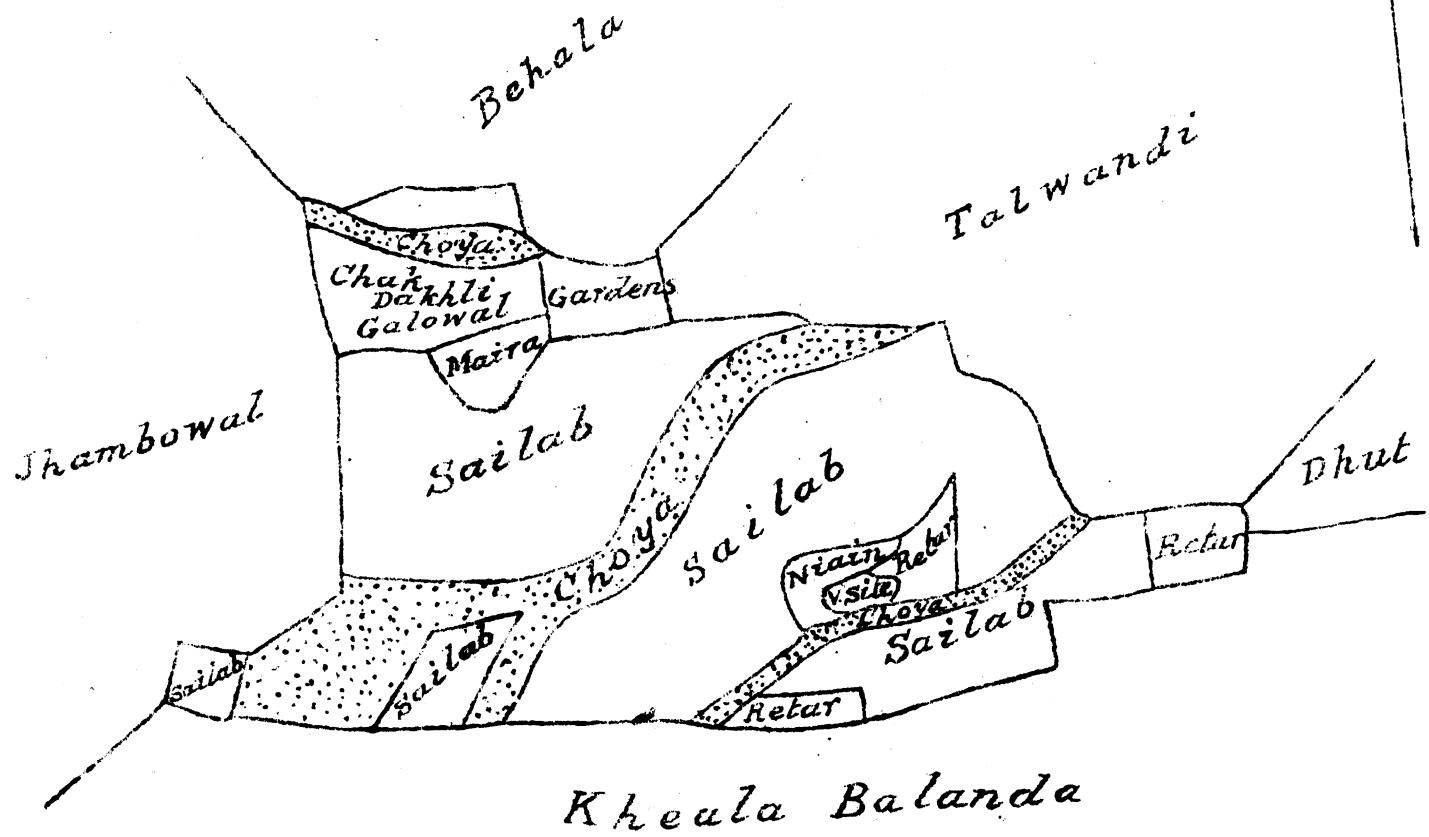 Behala
Talwandi
Choya
Chak
Dakhli
Galowal
Gardens
Maira
Jhambowal
Sailab
Dhut
Sailab
Choya
Retar
Niain
Retar
V. Site
Choya
Sailab
Sailab
Sailab
Retar
Kheula Balanda